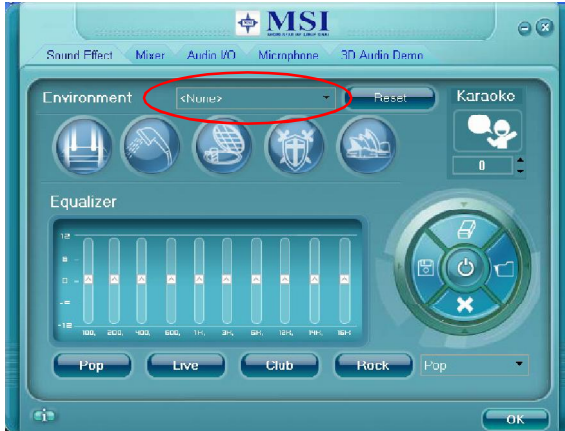 MSI
Sound Effect Mixer Audio I/O Microphone 3D Audio Demo
Environment <None> Reset Karaoke
0
Equalizer
12
0
-12
100, 200, 400, 600, 1K, 3K, 6K, 12K, 14K, 16K
Pop Live Club Rock Pop
OK